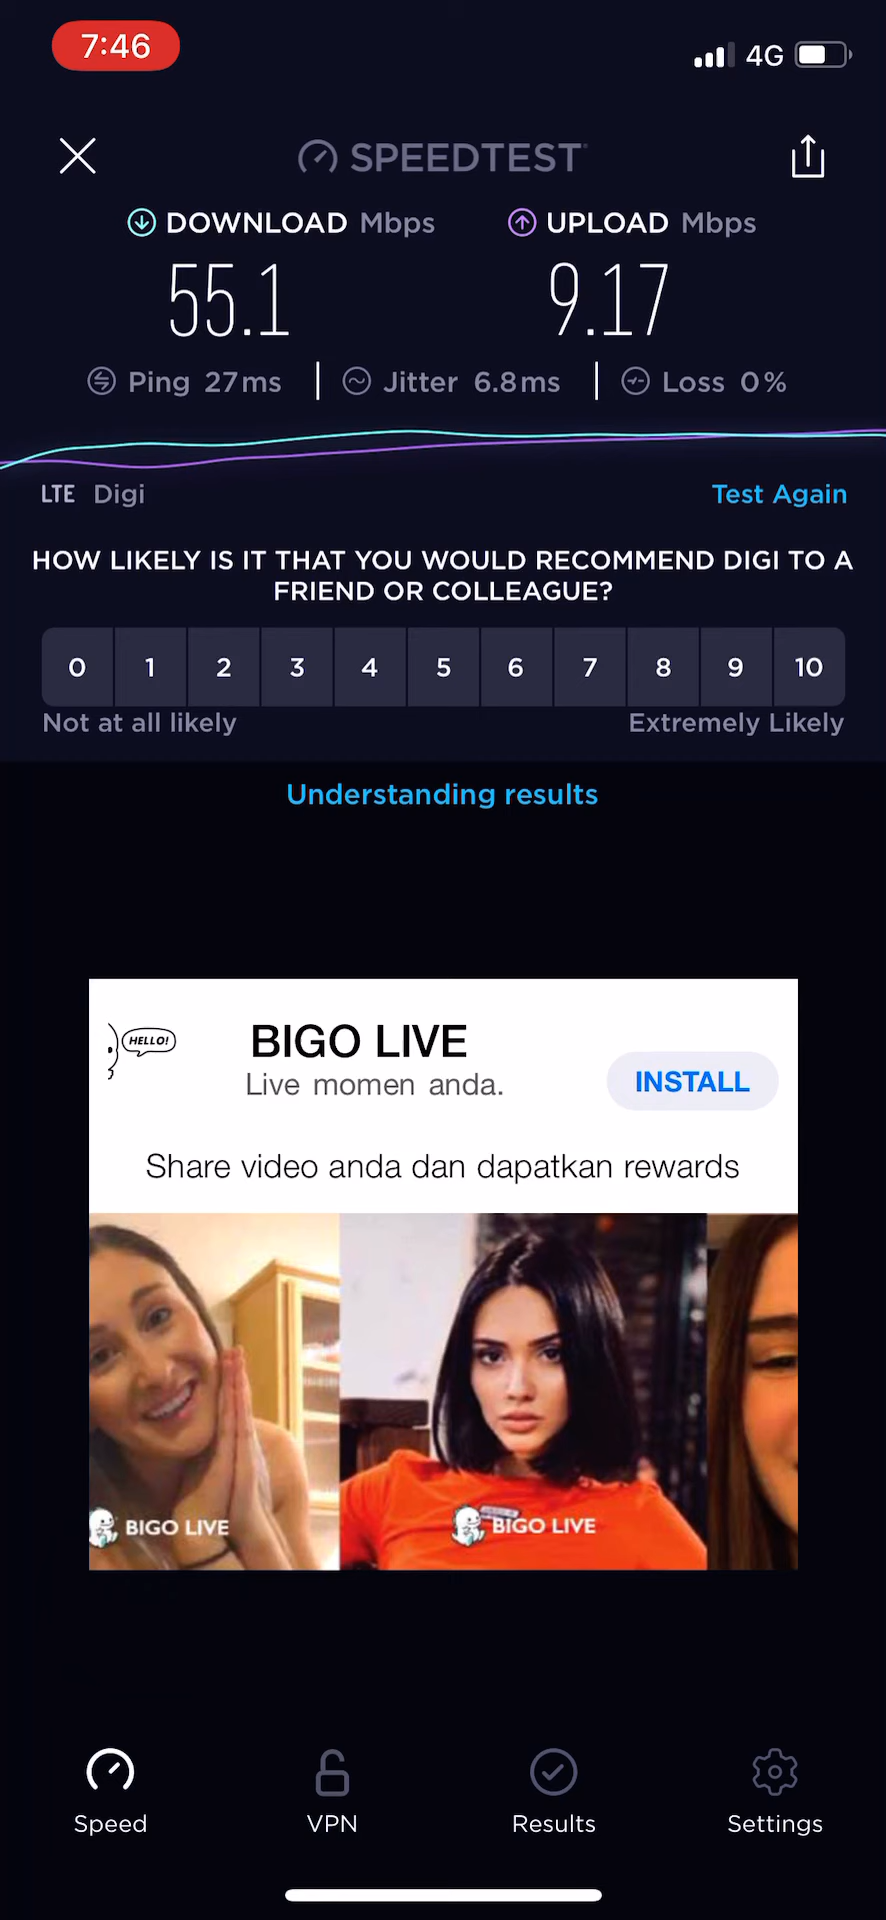 7:46
4G
SPEEDTEST
DOWNLOAD Mbps
UPLOAD Mbps
55.1
9.17
Ping 27ms
Jitter 6.8ms
Loss 0%
LTE Digi
Test Again
HOW LIKELY IS IT THAT YOU WOULD RECOMMEND DIGI TO A
FRIEND OR COLLEAGUE?
0 1 2 3 4 5 6 7 8 9 10
Not at all likely
Extremely Likely
Understanding results
HELLO!
BIGO LIVE
Live momen anda.
INSTALL
Share video anda dan dapatkan rewards
BIGO LIVE
BIGO LIVE
Speed
VPN
Results
Settings